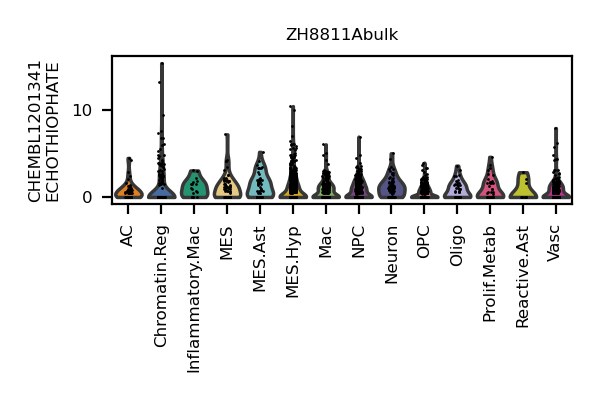 ZH8811Abulk
CHEMBL1201341
ECHOTHIOPHATE
10
0
AC
Chromatin.Reg
Inflammatory.Mac
MES
MES.Ast
MES.Hyp
Mac
NPC
Neuron
OPC
Oligo
Prolif.Metab
Reactive.Ast
Vasc